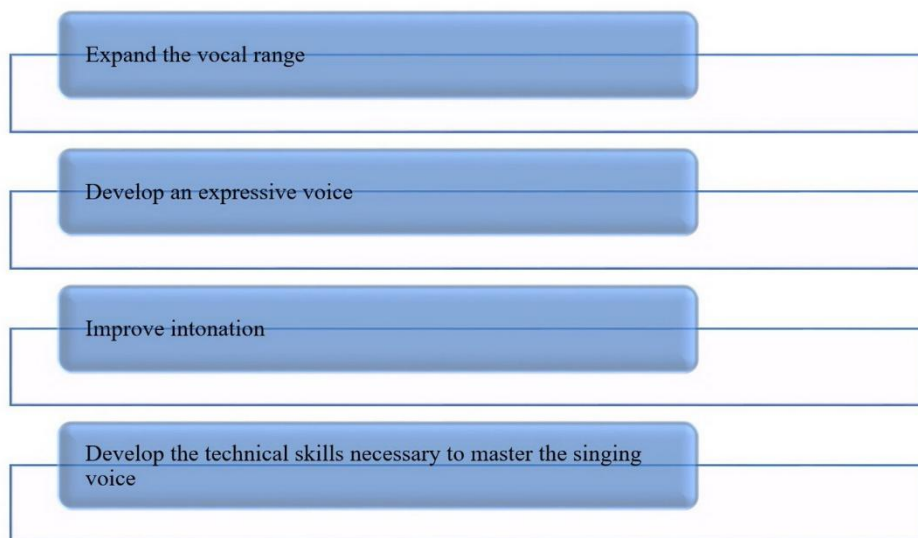 Expand the vocal range
Develop an expressive voice
Improve intonation
Develop the technical skills necessary to master the singing
voice